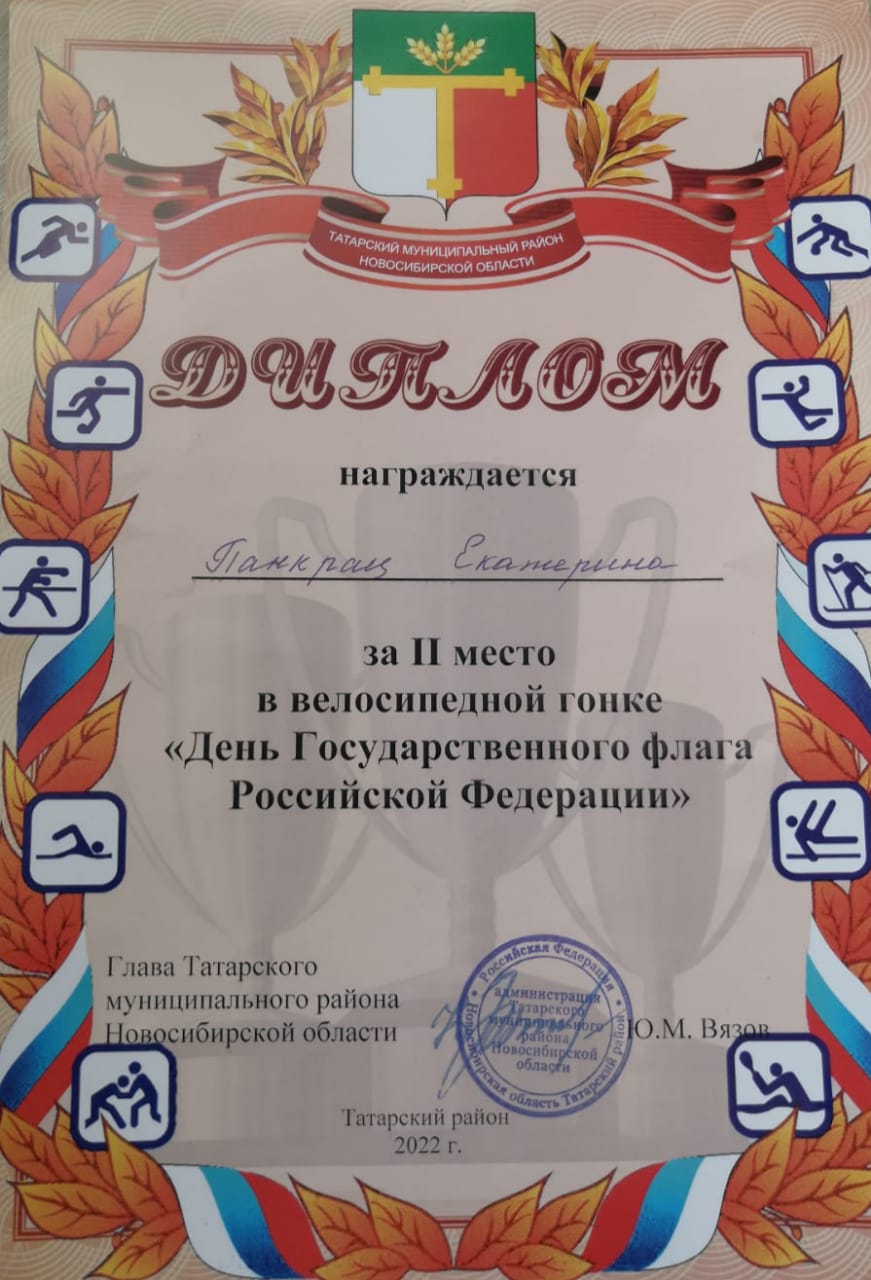 ТАТАРСКИЙ МУНИЦИПАЛЬНЫЙ РАЙОН
НОВОСИБИРСКОЙ ОБЛАСТИ
ДИПЛОМ
награждается
Панкрац Екатерина
за II место
в велосипедной гонке
«День Государственного флага
Российской Федерации»
Глава Татарского
муниципального района
Новосибирской области
Ю.М. Вязов
Российская Федерация
Новосибирская область Татарский район
администрация
Татарского
муниципального
района
Новосибирской
области
Татарский район
2022 г.